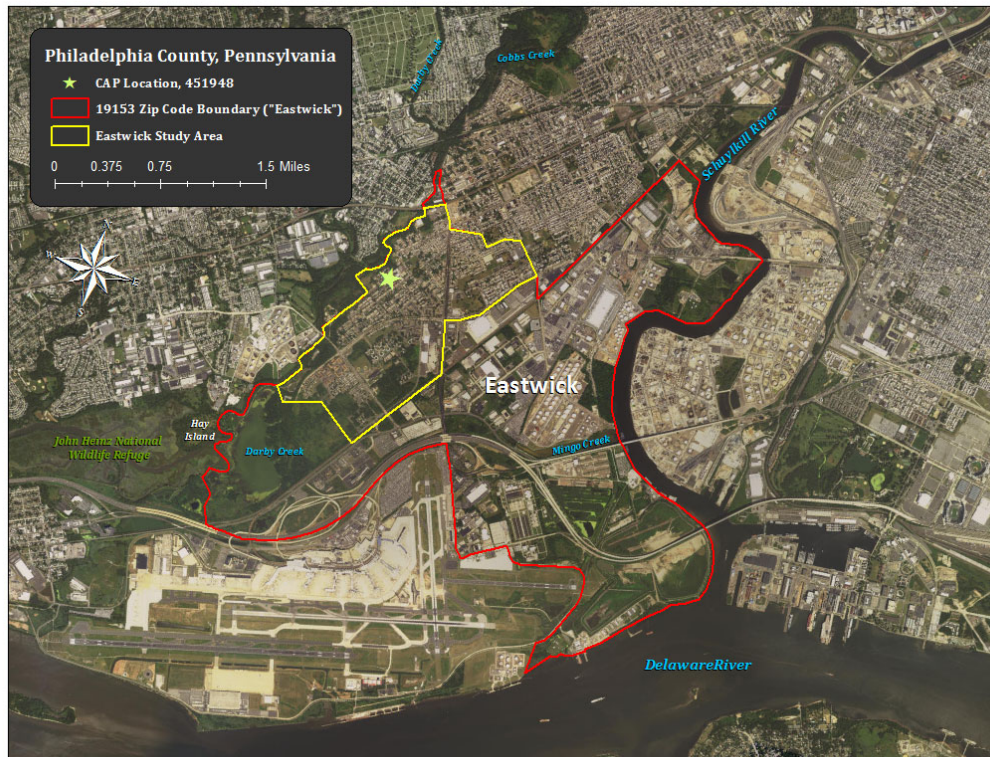 Philadelphia County, Pennsylvania
CAP Location, 451948
19153 Zip Code Boundary ("Eastwick")
Eastwick Study Area
0 0.375 0.75 1.5 Miles
Darby Creek
Cobbs Creek
Schuylkill River
N
W
E
S
Eastwick
Hay
Island
John Heinz National
Wildlife Refuge
Darby Creek
Mingo Creek
DelawareRiver